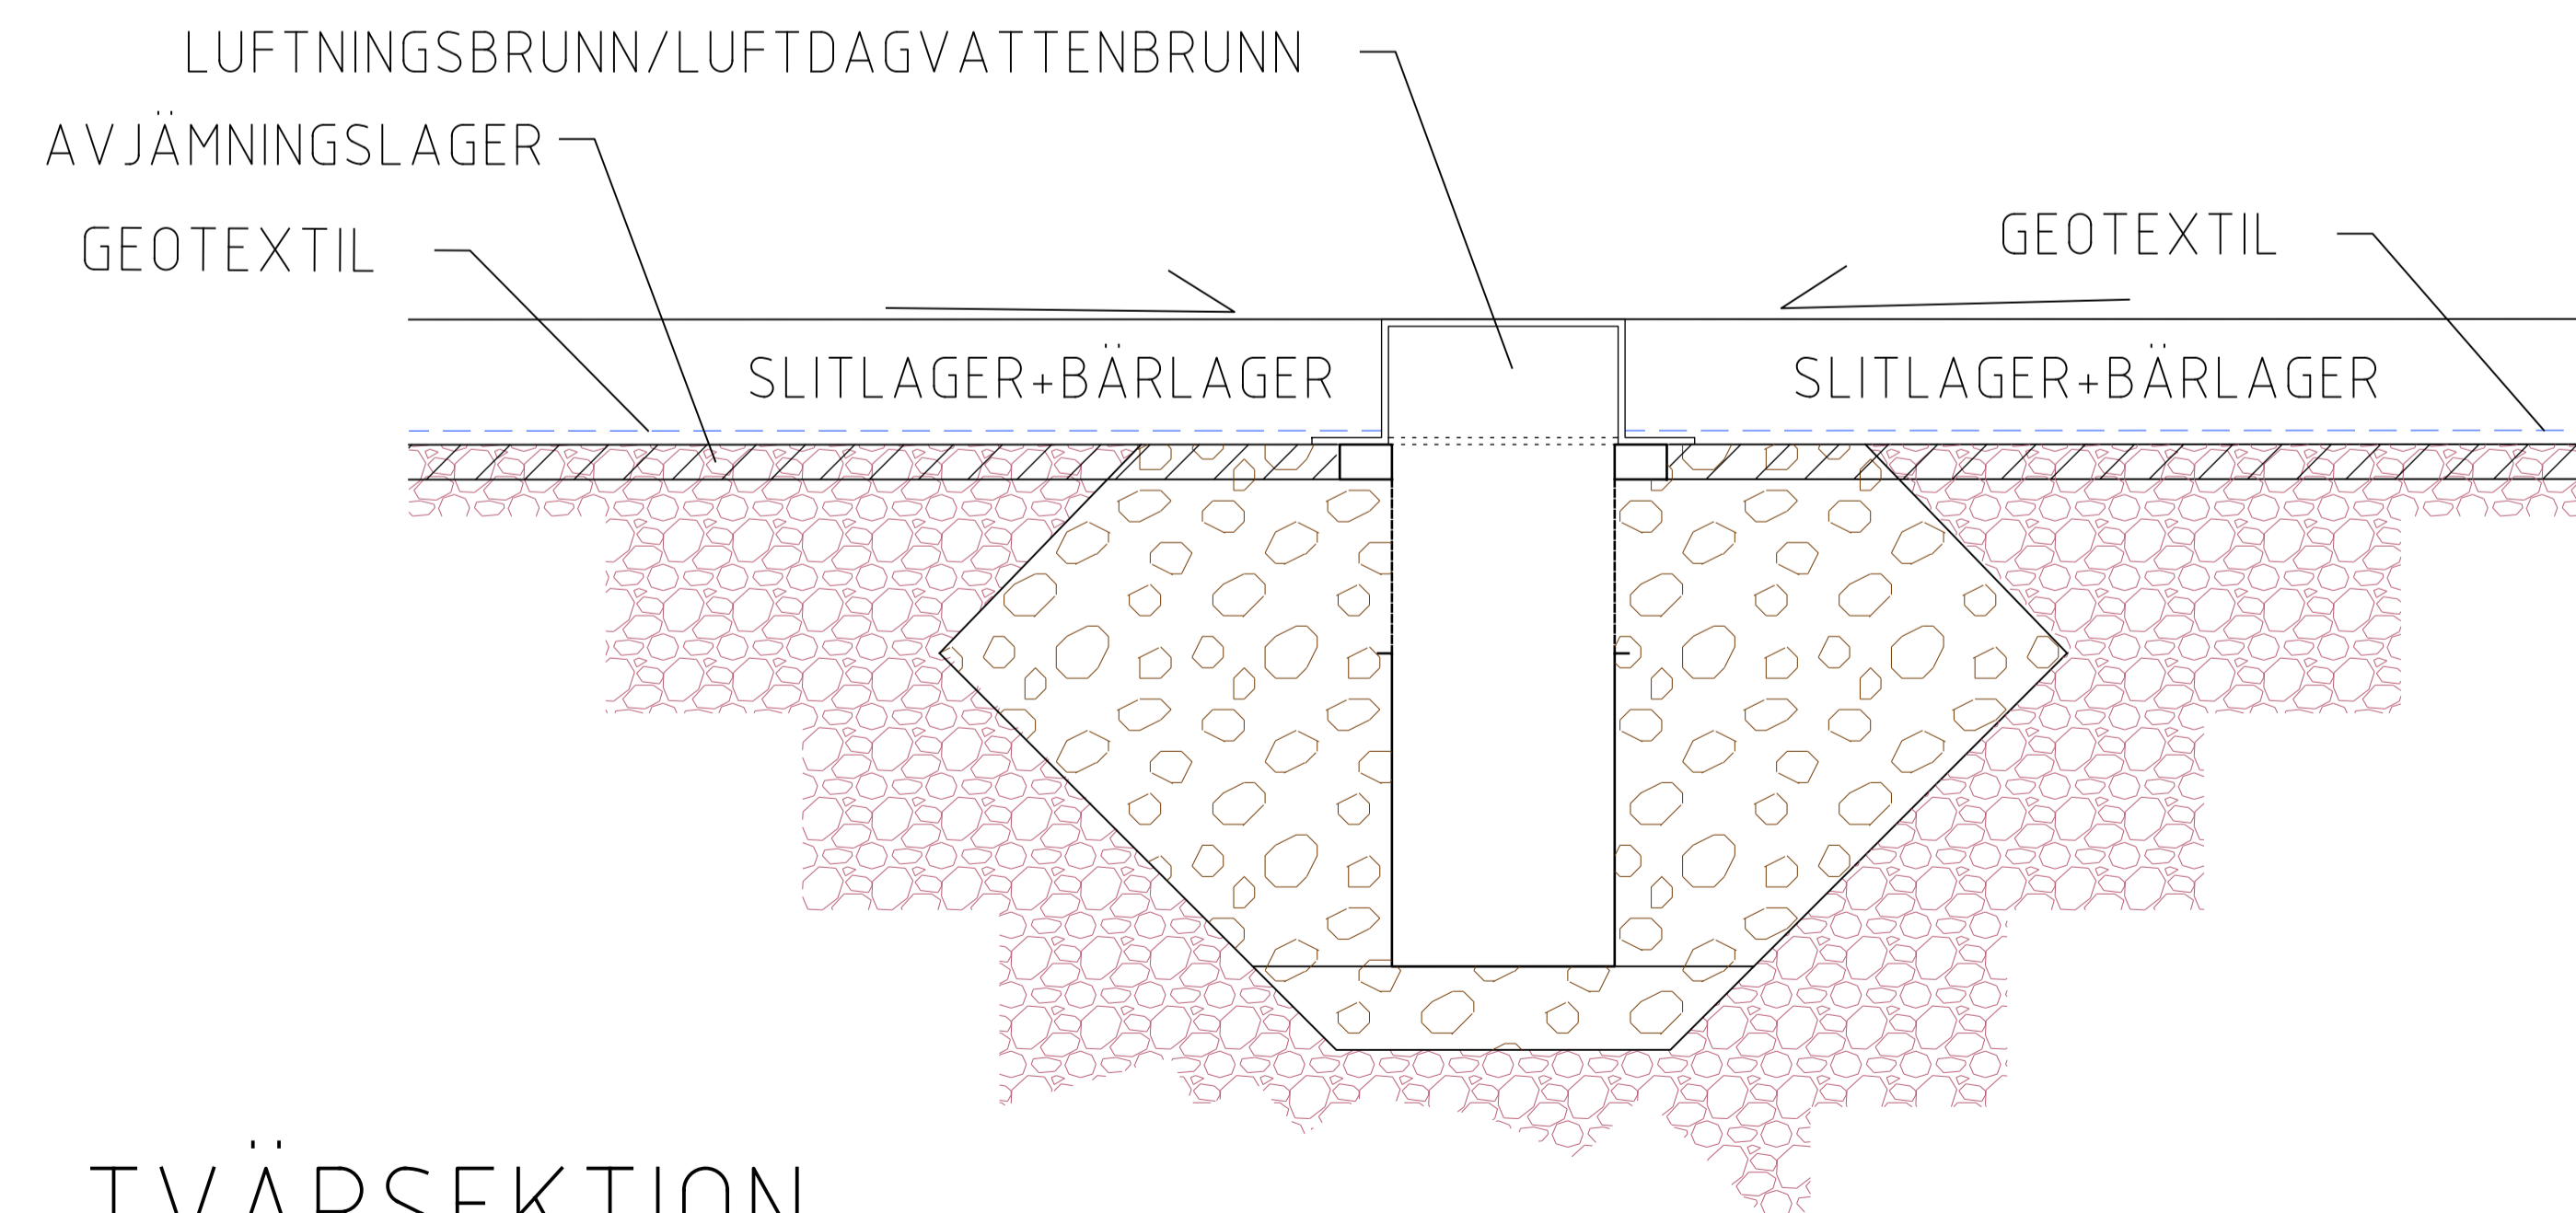 LUFTNINGSBRUNN/LUFTDAGVATTENBRUNN
AVJÄMNINGSLAGER
GEOTEXTIL
GEOTEXTIL
SLITLAGER+BÄRLAGER
SLITLAGER+BÄRLAGER
TVÄRSEKTION